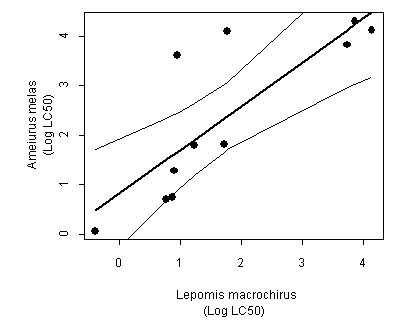 4
3
2
1
0
Ameiurus melas
(Log LC50)
0 1 2 3 4
Lepomis macrochirus
(Log LC50)